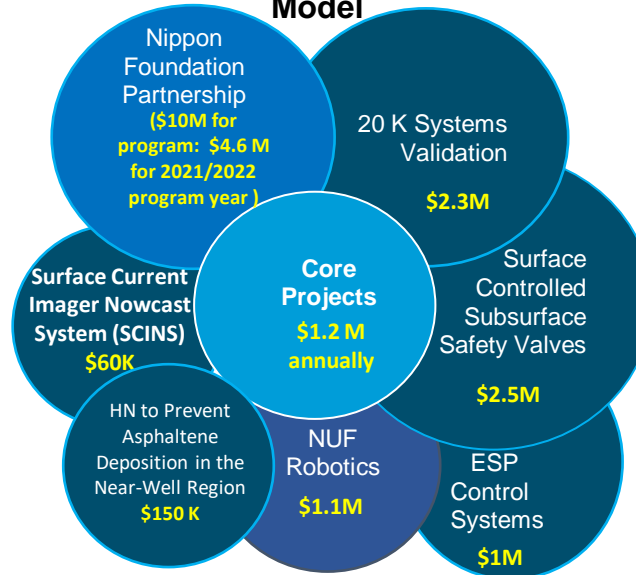 Model
Nippon
Foundation
Partnership
($10M for
program:  $4.6 M
for 2021/2022
program year )
20 K Systems
Validation
$2.3M
Core
Projects
$1.2 M
annually
Surface
Controlled
Subsurface
Safety Valves
$2.5M
Surface Current
Imager Nowcast
System (SCINS)
$60K
HN to Prevent
Asphaltene
Deposition in the
Near-Well Region
$150 K
NUF
Robotics
$1.1M
ESP
Control
Systems
$1M